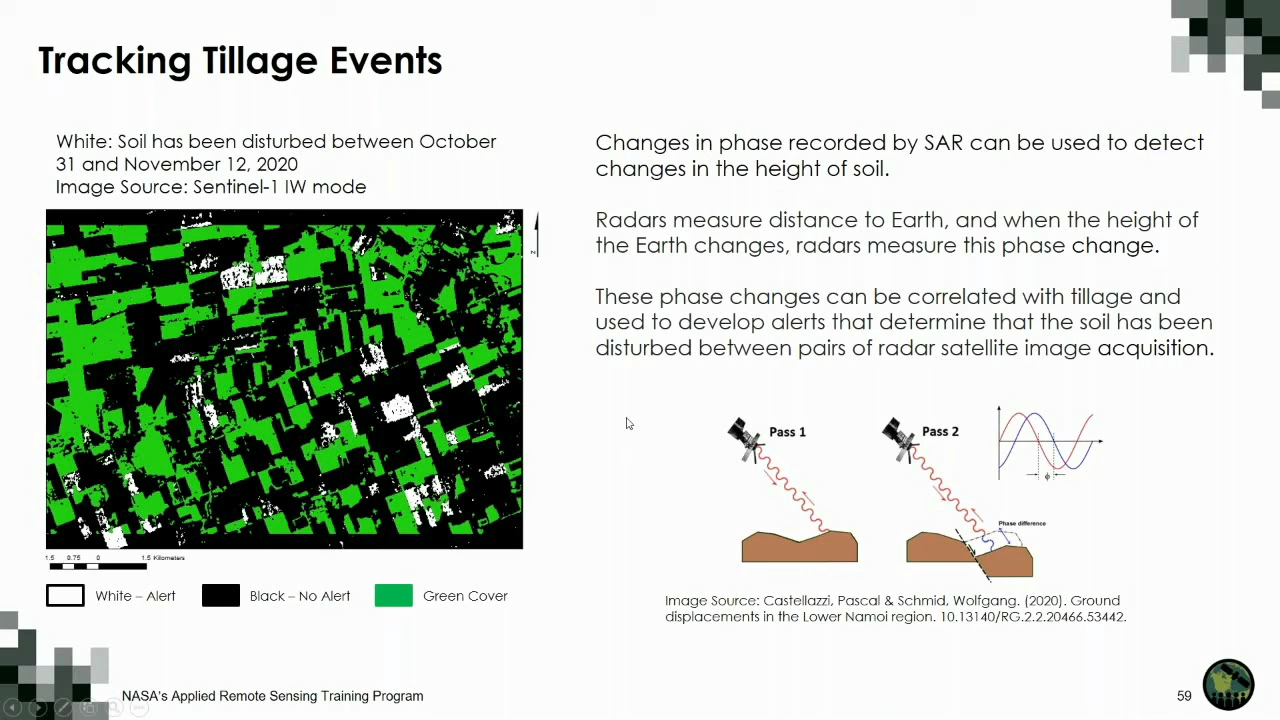 Tracking Tillage Events
White: Soil has been disturbed between October
31 and November 12, 2020
Image Source: Sentinel-1 IW mode
Changes in phase recorded by SAR can be used to detect
changes in the height of soil.
Radars measure distance to Earth, and when the height of
the Earth changes, radars measure this phase change.
These phase changes can be correlated with tillage and
used to develop alerts that determine that the soil has been
disturbed between pairs of radar satellite image acquisition.
N
1.5 0.75 0 1.5 Kilometers
White – Alert
Black – No Alert
Green Cover
Pass 1
Pass 2
ϕ
Phase difference
Image Source: Castellazzi, Pascal & Schmid, Wolfgang. (2020). Ground
displacements in the Lower Namoi region. 10.13140/RG.2.2.20466.53442.
NASA's Applied Remote Sensing Training Program
59